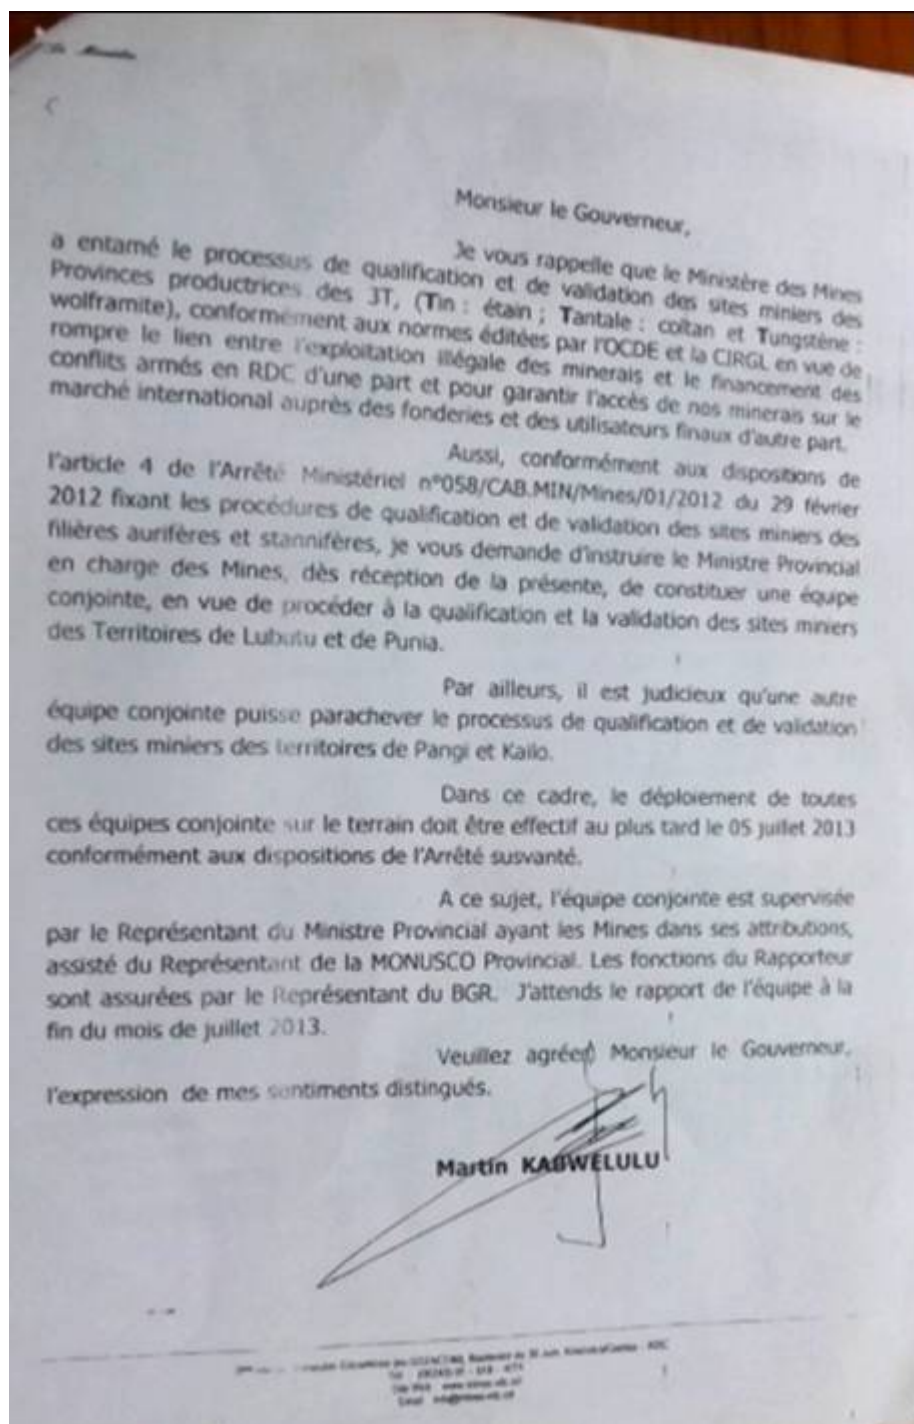 Le Ministre
Monsieur le Gouverneur,
Je vous rappelle que le Ministère des Mines
a entamé le processus de qualification et de validation des sites miniers des
Provinces productrices des 3T, (Tin : étain ; Tantale : coltan et Tungstène :
wolframite), conformément aux normes éditées par l'OCDE et la CIRGL en vue de
rompre le lien entre l'exploitation illégale des minerais et le financement des
conflits armés en RDC d'une part et pour garantir l'accès de nos minerais sur le
marché international auprès des fonderies et des utilisateurs finaux d'autre part.
Aussi, conformément aux dispositions de
l'article 4 de l'Arrêté Ministériel n°058/CAB.MIN/Mines/01/2012 du 29 février
2012 fixant les procédures de qualification et de validation des sites miniers des
filières aurifères et stannifères, je vous demande d'instruire le Ministre Provincial
en charge des Mines, dès réception de la présente, de constituer une équipe
conjointe, en vue de procéder à la qualification et la validation des sites miniers
des Territoires de Lubutu et de Punia.
Par ailleurs, il est judicieux qu'une autre
équipe conjointe puisse parachever le processus de qualification et de validation
des sites miniers des territoires de Pangi et Kailo.
Dans ce cadre, le déploiement de toutes
ces équipes conjointe sur le terrain doit être effectif au plus tard le 05 juillet 2013
conformément aux dispositions de l'Arrêté susvanté.
A ce sujet, l'équipe conjointe est supervisée
par le Représentant du Ministre Provincial ayant les Mines dans ses attributions,
assisté du Représentant de la MONUSCO Provincial. Les fonctions du Rapporteur
sont assurées par le Représentant du BGR. J'attends le rapport de l'équipe à la
fin du mois de juillet 2013.
Veuillez agréer, Monsieur le Gouverneur,
l'expression de mes sentiments distingués.
Martin KABWELULU